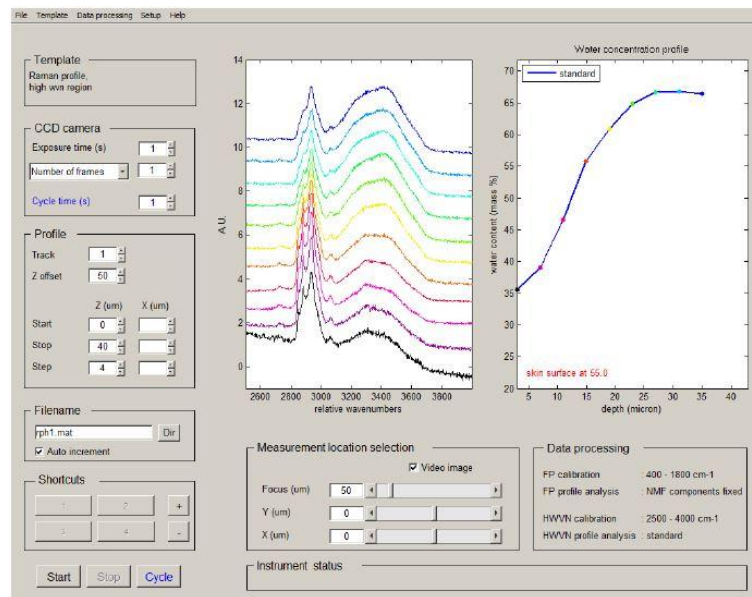 File Template Data processing Setup Help
Template
Raman profile,
high wvn region
CCD camera
Exposure time (s) 1
Number of frames 1
Cycle time (s) 1
Profile
Track 1
Z offset 50
Z (um) X (um)
Start 0
Stop 40
Step 4
Filename
rph1.mat Dir
Auto increment
Shortcuts
1 2 +
3 4 -
Start Stop Cycle
14
12
10
8
6
4
2
0
A.U.
2600 2800 3000 3200 3400 3600 3800
relative wavenumbers
Water concentration profile
standard
70
65
60
55
50
45
40
35
30
25
20
water content (mass %)
skin surface at 55.0
5 10 15 20 25 30 35 40
depth (micron)
Measurement location selection
Video image
Focus (um) 50
Y (um) 0
X (um) 0
Data processing
FP calibration : 400 - 1800 cm-1
FP profile analysis : NMF components fixed
HWVN calibration : 2500 - 4000 cm-1
HWVN profile analysis : standard
Instrument status